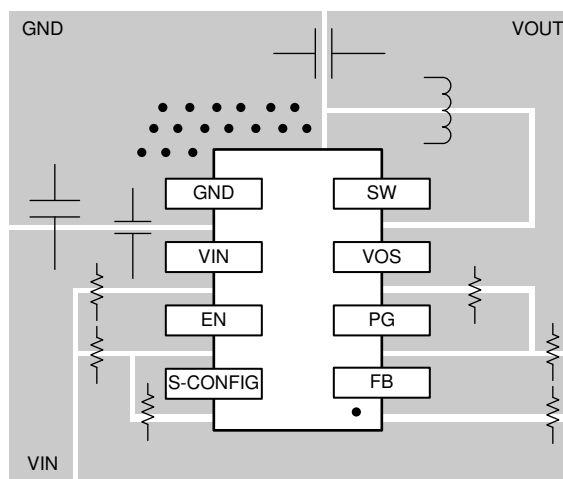 GND
VOUT
GND
SW
VIN
VOS
EN
PG
S-CONFIG
FB
VIN